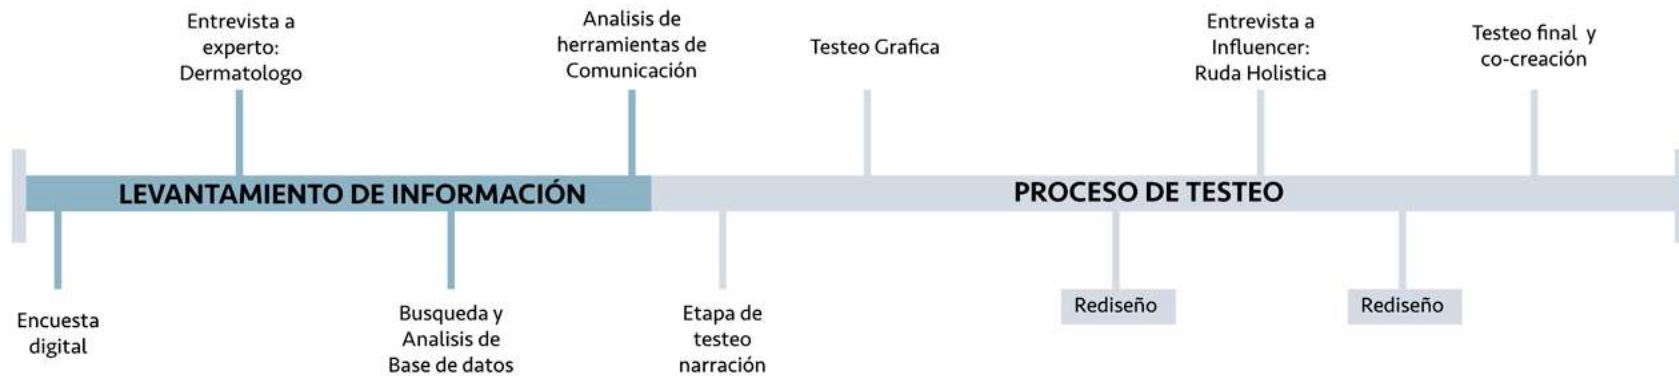 Entrevista a
experto:
Dermatologo
Analisis de
herramientas de
Comunicación
Testeo Grafica
Entrevista a
Influencer:
Ruda Holistica
Testeo final y
co-creación
LEVANTAMIENTO DE INFORMACIÓN
PROCESO DE TESTEO
Encuesta
digital
Busqueda y
Analisis de
Base de datos
Etapa de
testeo
narración
Rediseño
Rediseño